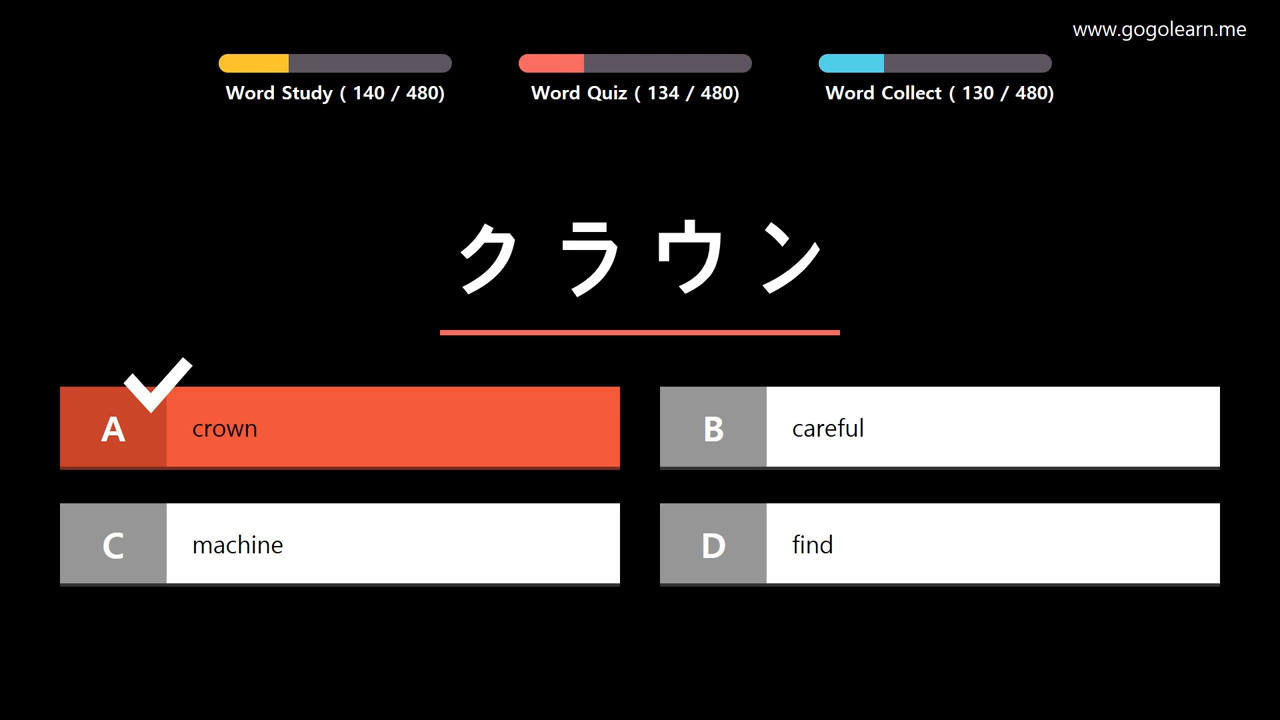 www.gogolearn.me
Word Study ( 140 / 480)
Word Quiz ( 134 / 480)
Word Collect ( 130 / 480)
クラウン
A crown
B careful
C machine
D find